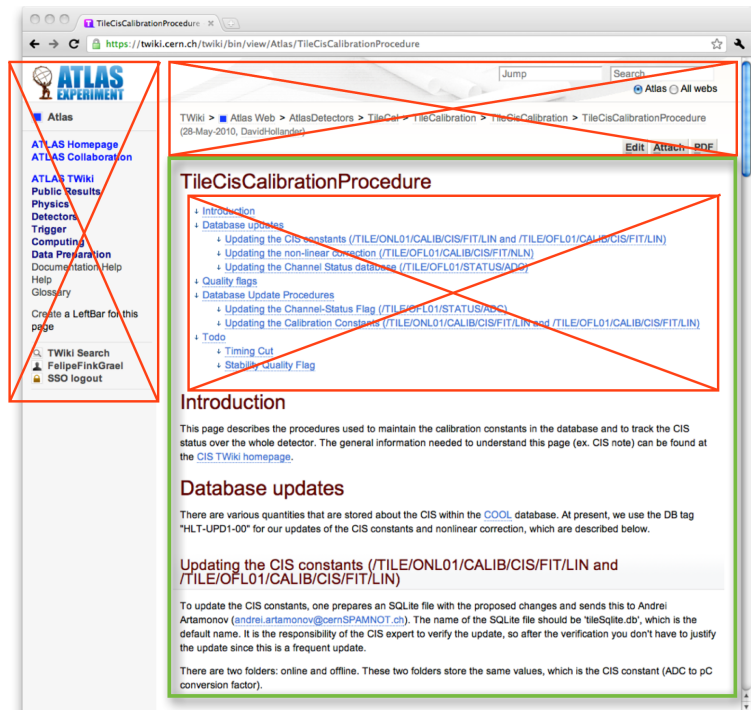 TileCisCalibrationProcedure
https://twiki.cern.ch/twiki/bin/view/Atlas/TileCisCalibrationProcedure
ATLAS
EXPERIMENT
Jump
Search
Atlas All webs
Atlas
TWiki > Atlas Web > AtlasDetectors > TileCal > TileCalibration > TileCisCalibration > TileCisCalibrationProcedure
(28-May-2010, DavidHollander)
Edit Attach PDF
ATLAS Homepage
ATLAS Collaboration
ATLAS TWiki
Public Results
Physics
Detectors
Trigger
Computing
Data Preparation
Documentation Help
Help
Glossary
Create a LeftBar for this
page
TWiki Search
FelipeFinkGrael
SSO logout
TileCisCalibrationProcedure
Introduction
Database updates
Updating the CIS constants (/TILE/ONL01/CALIB/CIS/FIT/LIN and /TILE/OFL01/CALIB/CIS/FIT/LIN)
Updating the non-linear correction (/TILE/OFL01/CALIB/CIS/FIT/NLN)
Updating the Channel Status database (/TILE/OFL01/STATUS/ADC)
Quality flags
Database Update Procedures
Updating the Channel-Status Flag (/TILE/OFL01/STATUS/ADC)
Updating the Calibration Constants (/TILE/ONL01/CALIB/CIS/FIT/LIN and /TILE/OFL01/CALIB/CIS/FIT/LIN)
Todo
Timing Cut
Stability Quality Flag
Introduction
This page describes the procedures used to maintain the calibration constants in the database and to track the CIS
status over the whole detector. The general information needed to understand this page (ex. CIS note) can be found at
the CIS TWiki homepage.
Database updates
There are various quantities that are stored about the CIS within the COOL database. At present, we use the DB tag
"HLT-UPD1-00" for our updates of the CIS constants and nonlinear correction, which are described below.
Updating the CIS constants (/TILE/ONL01/CALIB/CIS/FIT/LIN and
/TILE/OFL01/CALIB/CIS/FIT/LIN)
To update the CIS constants, one prepares an SQLite file with the proposed changes and sends this to Andrei
Artamonov (andrei.artamonov@cernSPAMNOT.ch). The name of the SQLite file should be 'tileSqlite.db', which is the
default name. It is the responsibility of the CIS expert to verify the update, so after the verification you don't have to justify
the update since this is a frequent update.
There are two folders: online and offline. These two folders store the same values, which is the CIS constant (ADC to pC
conversion factor).